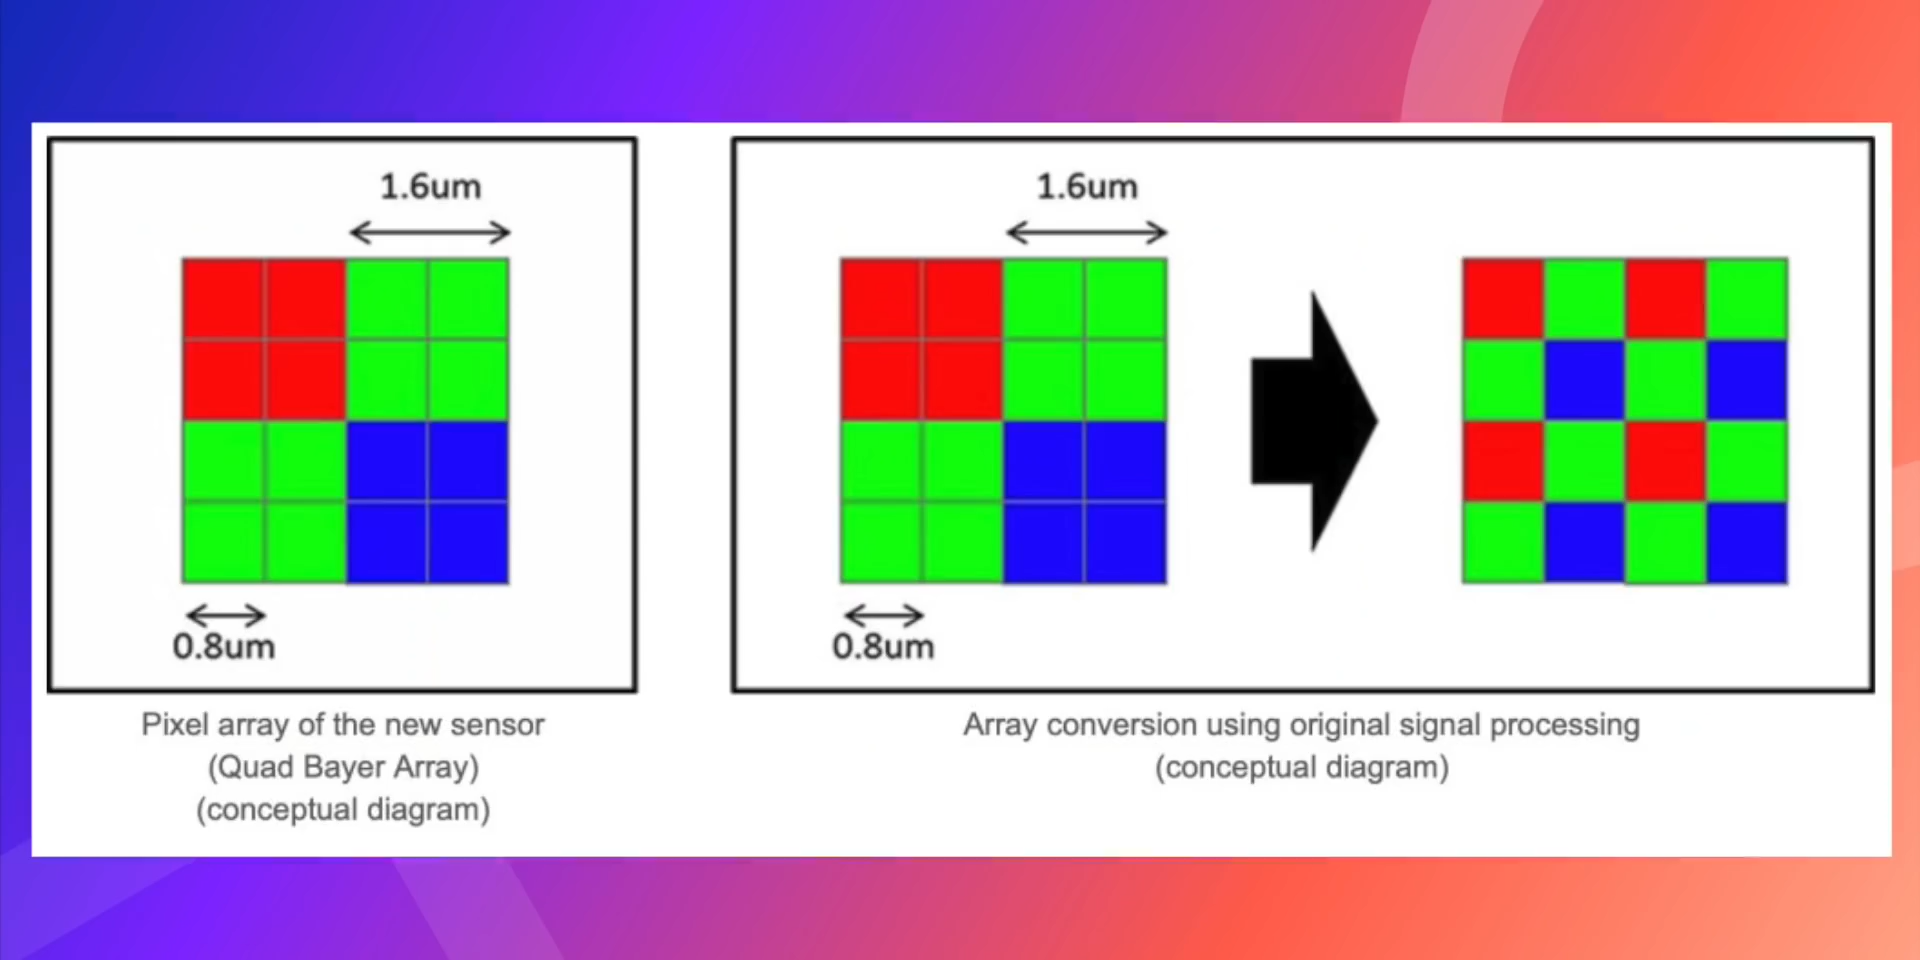 1.6um
0.8um
Pixel array of the new sensor
(Quad Bayer Array)
(conceptual diagram)
1.6um
0.8um
Array conversion using original signal processing
(conceptual diagram)